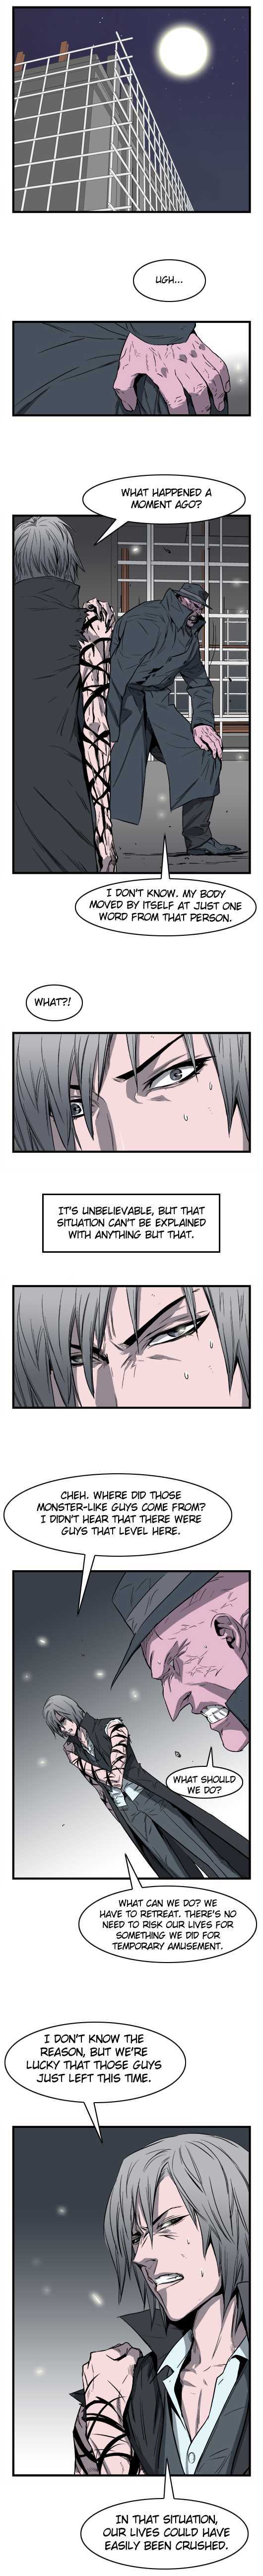 UGH...
WHAT HAPPENED A
MOMENT AGO?
I DON'T KNOW. MY BODY
MOVED BY ITSELF AT JUST ONE
WORD FROM THAT PERSON.
WHAT?!
IT'S UNBELIEVABLE, BUT THAT
SITUATION CAN'T BE EXPLAINED
WITH ANYTHING BUT THAT.
CHEH. WHERE DID THOSE
MONSTER-LIKE GUYS COME FROM?
I DIDN'T HEAR THAT THERE WERE
GUYS THAT LEVEL HERE.
WHAT SHOULD
WE DO?
WHAT CAN WE DO? WE
HAVE TO RETREAT. THERE'S NO
NEED TO RISK OUR LIVES FOR
SOMETHING WE DID FOR
TEMPORARY AMUSEMENT.
I DON'T KNOW THE
REASON, BUT WE'RE
LUCKY THAT THOSE GUYS
JUST LEFT THIS TIME.
IN THAT SITUATION,
OUR LIVES COULD HAVE
EASILY BEEN CRUSHED.